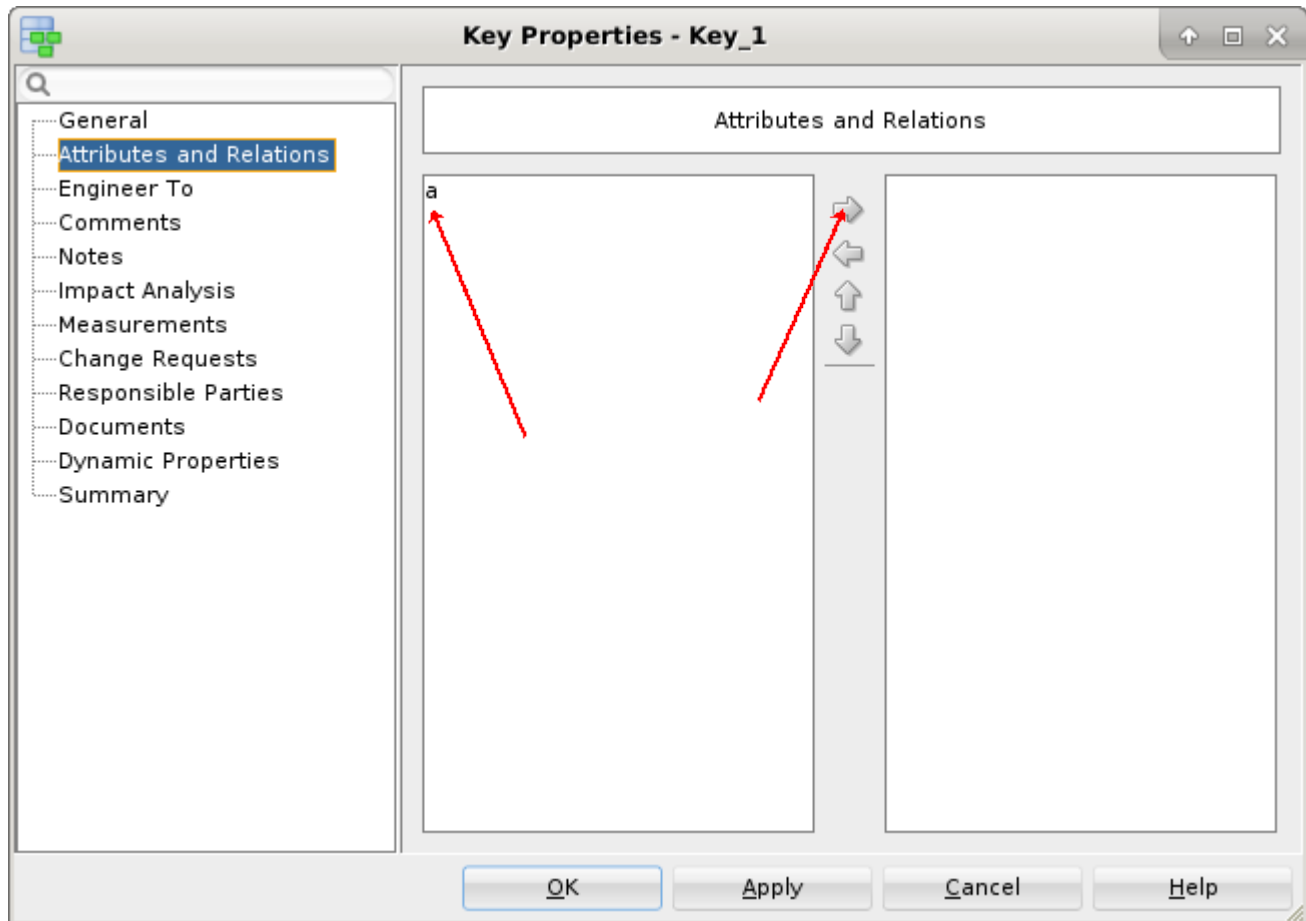 Key Properties - Key_1
General
Attributes and Relations
Engineer To
Comments
Notes
Impact Analysis
Measurements
Change Requests
Responsible Parties
Documents
Dynamic Properties
Summary
Attributes and Relations
a
OK
Apply
Cancel
Help